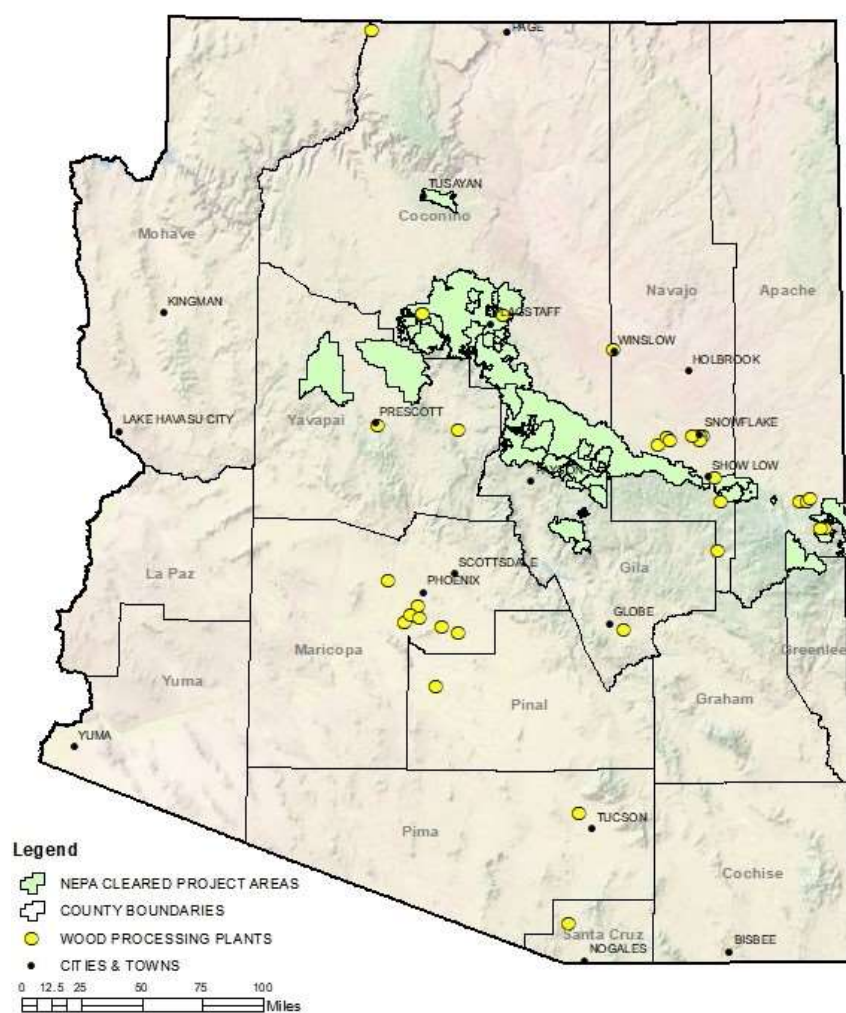 PAGE
TUSAYAN
Coconino
Mohave
Navajo
Apache
KINGMAN
FLAGSTAFF
WINSLOW
HOLBROOK
LAKE HAVASU CITY
Yavapai
PRESCOTT
SNOWFLAKE
SHOW LOW
PAYSON
La Paz
SCOTTSDALE
PHOENIX
Gila
GLOBE
Maricopa
Greenlee
Yuma
Pinal
Graham
YUMA
TUCSON
Pima
Cochise
Santa Cruz
NOGALES
BISBEE
Legend
NEPA CLEARED PROJECT AREAS
COUNTY BOUNDARIES
WOOD PROCESSING PLANTS
CITIES & TOWNS
0 12.5 25 50 75 100
Miles